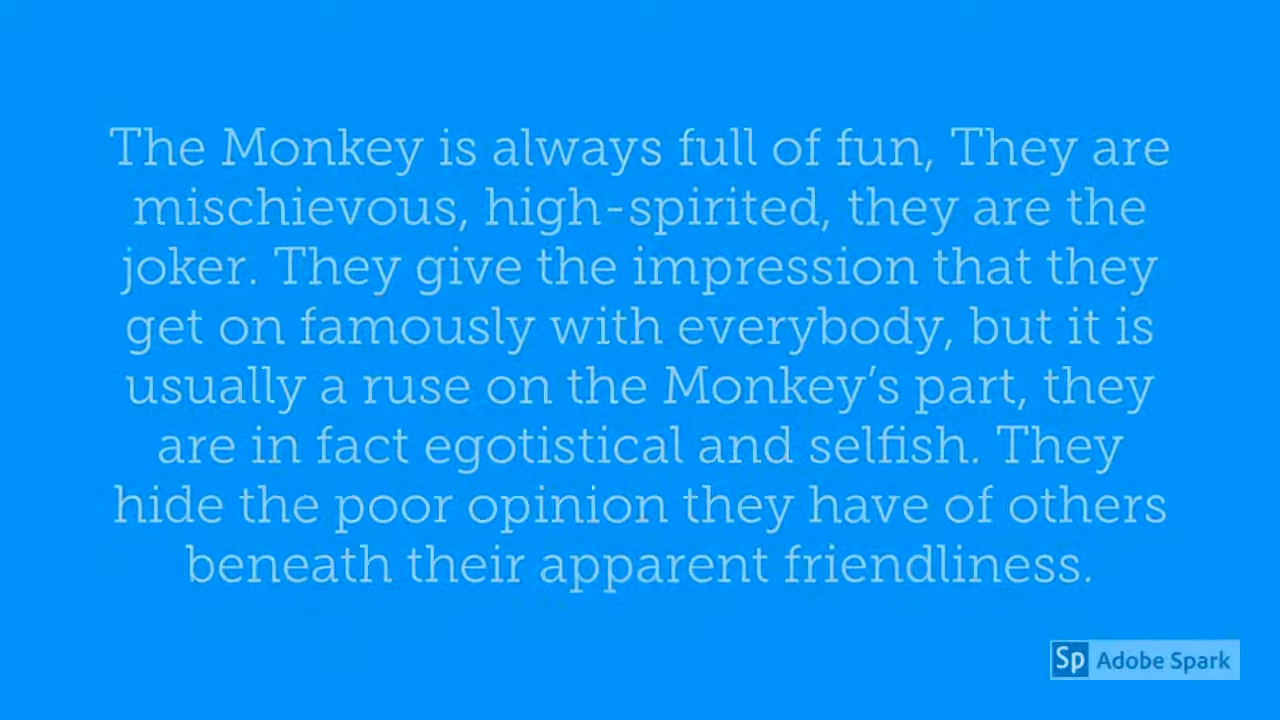 The Monkey is always full of fun, They are
mischievous, high-spirited, they are the
joker. They give the impression that they
get on famously with everybody, but it is
usually a ruse on the Monkey’s part, they
are in fact egotistical and selfish. They
hide the poor opinion they have of others
beneath their apparent friendliness.
Sp Adobe Spark